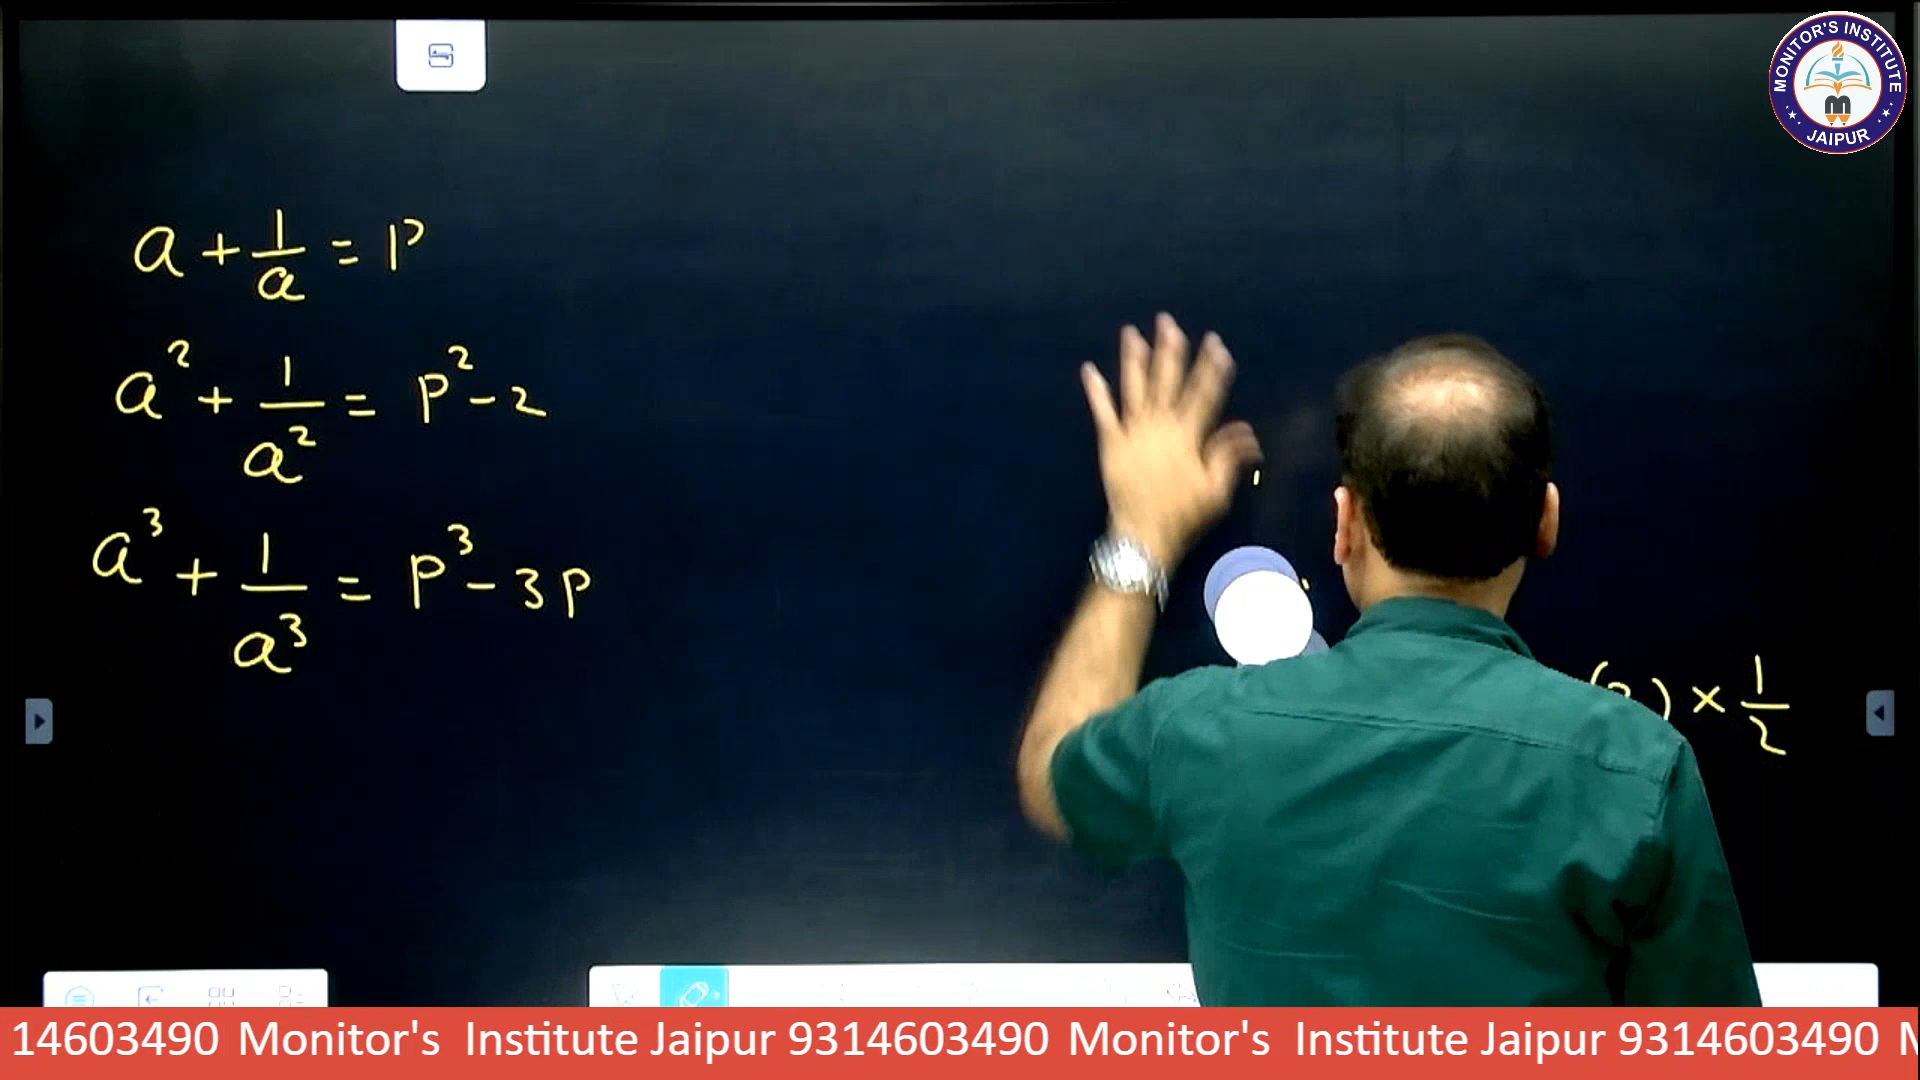 MONITOR'S INSTITUTE
JAIPUR
a + 1/a = P
a² + 1/a² = P² - 2
a³ + 1/a³ = P³ - 3P
) × 1/2
14603490 Monitor's Institute Jaipur 9314603490 Monitor's Institute Jaipur 9314603490 M